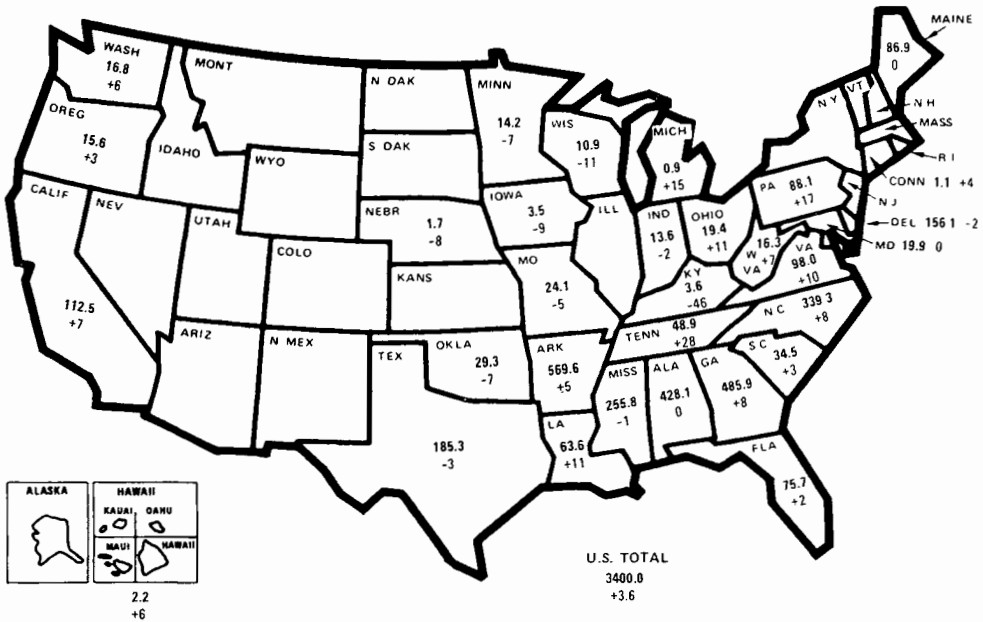 MAINE
86.9
0
WASH
16.8
+6
MONT
N DAK
MINN
14.2
-7
OREG
15.6
+3
IDAHO
WYO
S DAK
WIS
10.9
-11
MICH
0.9
+15
NY
VT
NH
MASS
RI
CONN 1.1 +4
NJ
DEL 156.1 -2
MD 19.9 0
PA 88.1
+17
CALIF
112.5
+7
NEV
UTAH
COLO
NEBR 1.7
-8
IOWA
3.5
-9
ILL
IND
13.6
-2
OHIO
19.4
+11
W
VA
16.3
+7
VA
98.0
+10
KANS
MO
24.1
-5
KY
3.6
-46
ARIZ
N MEX
TEX
185.3
-3
OKLA
29.3
-7
ARK
569.6
+5
TENN 48.9
+28
NC 339.3
+8
SC
34.5
+3
MISS
255.8
-1
ALA
428.1
0
GA
485.9
+8
LA
63.6
+11
FLA
75.7
+2
ALASKA
HAWAII
KAUAI
OAHU
MAUI
HAWAII
2.2
+6
U.S. TOTAL
3400.0
+3.6